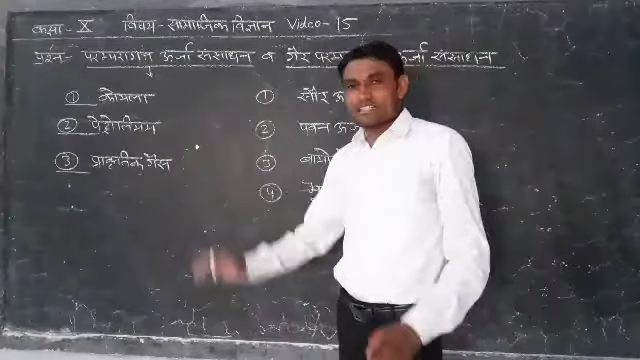 कक्षा - X विषय - सामाजिक विज्ञान Video - 15
प्रश्न- परम्परागत ऊर्जा संसाधन व गैर ऊर्जा संसाधन
① कोयला ① सौर
② पेट्रोलियम ② पवन
③ प्राकृतिक गैस ③
④